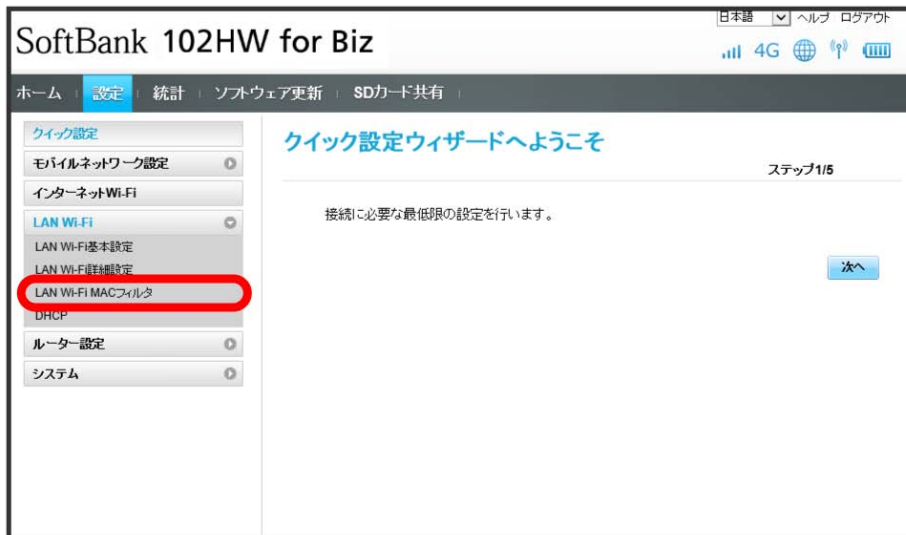 日本語 ヘルプ ログアウト
SoftBank 102HW for Biz
4G
ホーム 設定 統計 ソフトウェア更新 SDカード共有
クイック設定
モバイルネットワーク設定
インターネットWi-Fi
LAN Wi-Fi
LAN Wi-Fi基本設定
LAN Wi-Fi詳細設定
LAN Wi-Fi MACフィルタ
DHCP
ルーター設定
システム
クイック設定ウィザードへようこそ
ステップ1/5
接続に必要な最低限の設定を行います。
次へ